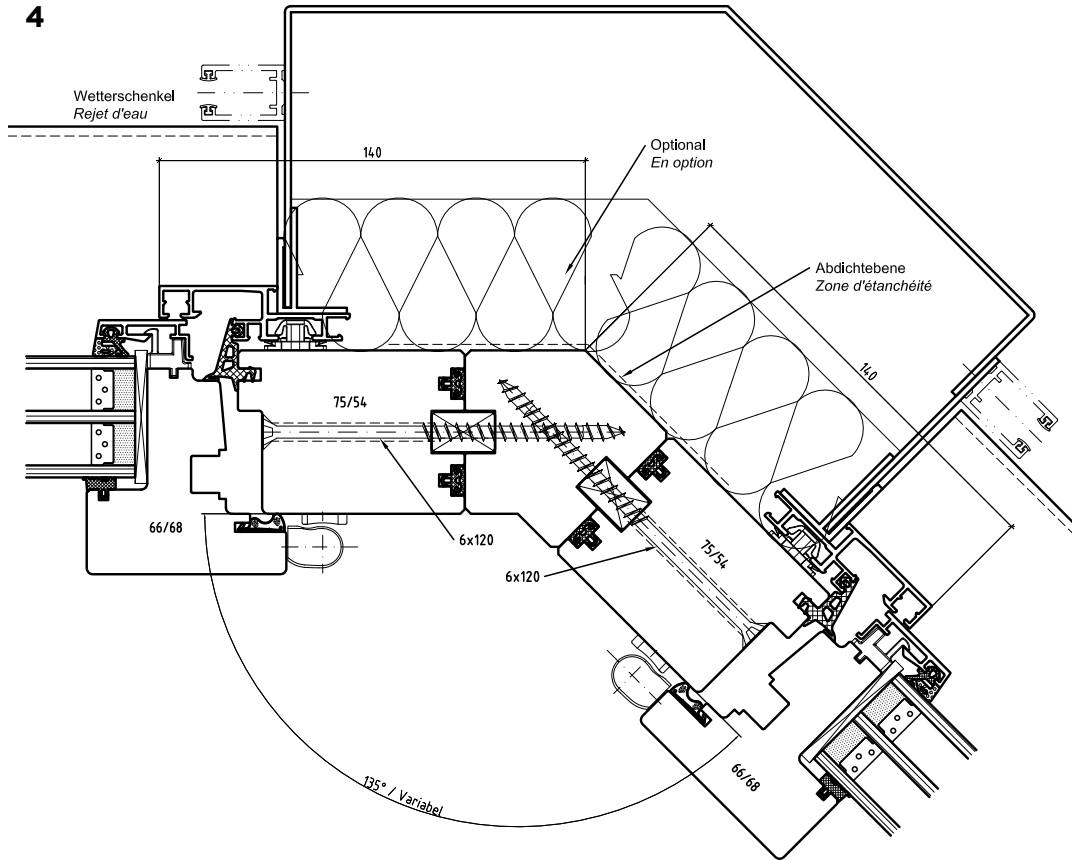 4
Wetterschenkel
Rejet d'eau
140
Optional
En option
Abdichtebene
Zone d'étanchéité
140
75/54
66/68
6x120
6x120
75/54
66/68
135° / Variabel